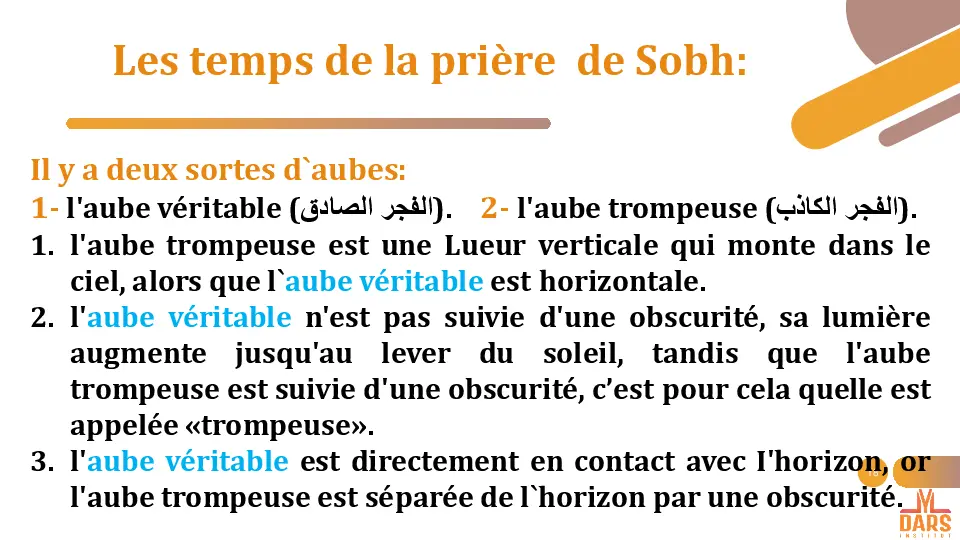 Les temps de la prière  de Sobh:
Il y a deux sortes d`aubes:
1- l'aube véritable (الفجر الصادق).    2- l'aube trompeuse (الفجر الكاذب).
1. l'aube trompeuse est une Lueur verticale qui monte dans le
ciel, alors que l`aube véritable est horizontale.
2. l'aube véritable n'est pas suivie d'une obscurité, sa lumière
augmente jusqu'au lever du soleil, tandis que l'aube
trompeuse est suivie d'une obscurité, c’est pour cela quelle est
appelée «trompeuse».
3. l'aube véritable est directement en contact avec I'horizon, or
l'aube trompeuse est séparée de l`horizon par une obscurité.
DARS
INSTITUT